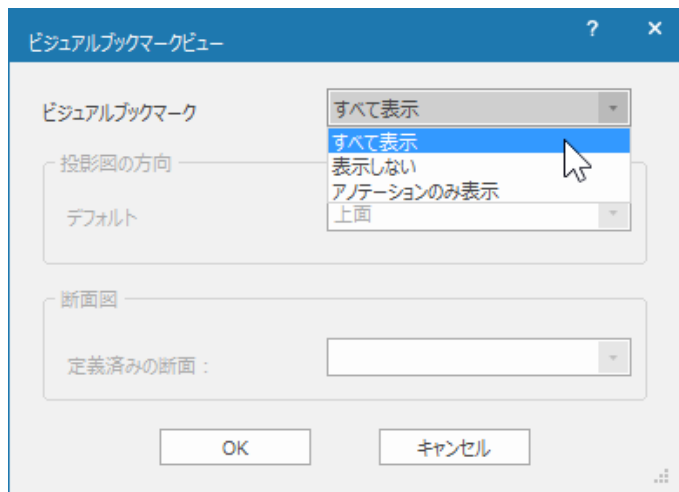 ビジュアルブックマークビュー
? ×
ビジュアルブックマーク
すべて表示
すべて表示
表示しない
アノテーションのみ表示
投影図の方向
デフォルト
上面
断面図
定義済みの断面：
OK
キャンセル